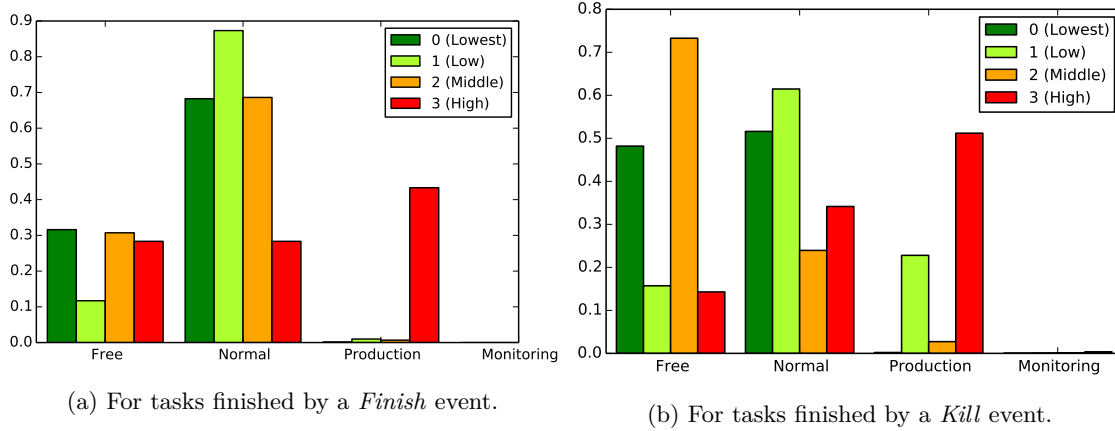 0.9
0.8
0.7
0.6
0.5
0.4
0.3
0.2
0.1
0.0
Free Normal Production Monitoring
0 (Lowest)
1 (Low)
2 (Middle)
3 (High)
(a) For tasks finished by a Finish event.
0.8
0.7
0.6
0.5
0.4
0.3
0.2
0.1
0.0
Free Normal Production Monitoring
0 (Lowest)
1 (Low)
2 (Middle)
3 (High)
(b) For tasks finished by a Kill event.